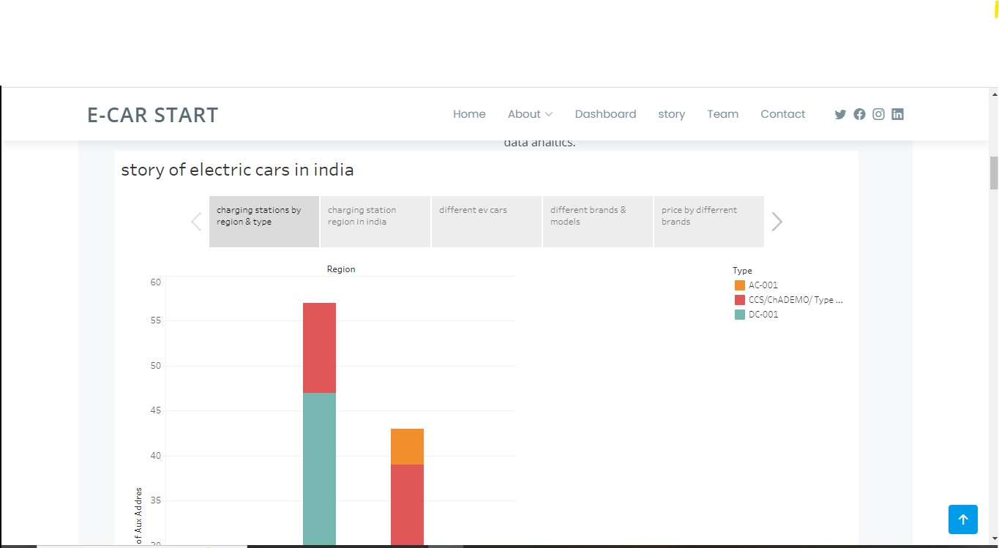 E-CAR START
Home About Dashboard story Team Contact
data analtics.
story of electric cars in india
charging stations by
region & type
charging station
region in india
different ev cars
different brands &
models
price by differrent
brands
Region
Type
AC-001
CCS/ChADEMO/ Type ...
DC-001
60
55
50
45
40
35
30
of Aux Addres